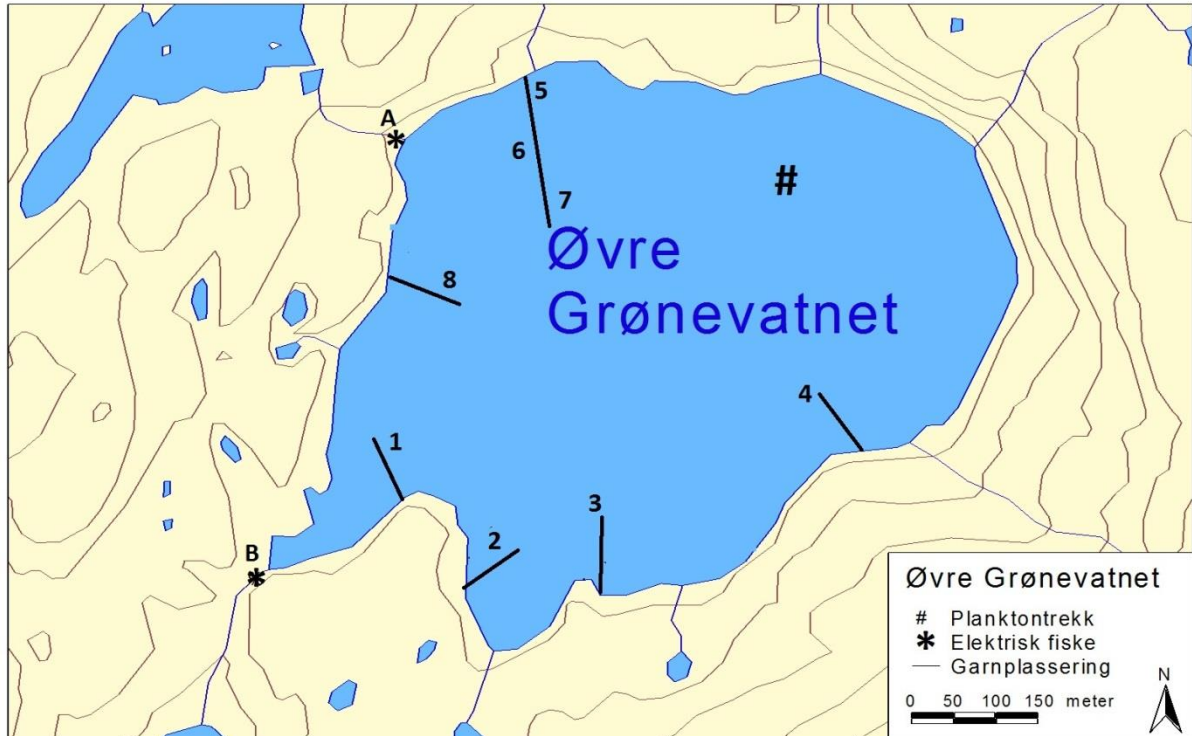 A
5
6
#
7
Øvre
Grønevatnet
8
4
1
3
2
B
*
*
Øvre Grønevatnet
# Planktontrekk
* Elektrisk fiske
Garnplassering
N
0 50 100 150 meter